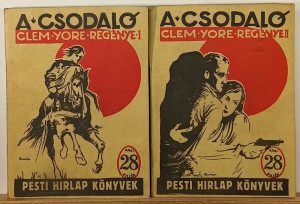 A·CSODALÓ
CLEM·YORE·REGÉNYE·I
28
PESTI HIRLAP KÖNYVEK
A·CSODALÓ
CLEM·YORE·REGÉNYE II
28
PESTI HIRLAP KÖNYVEK